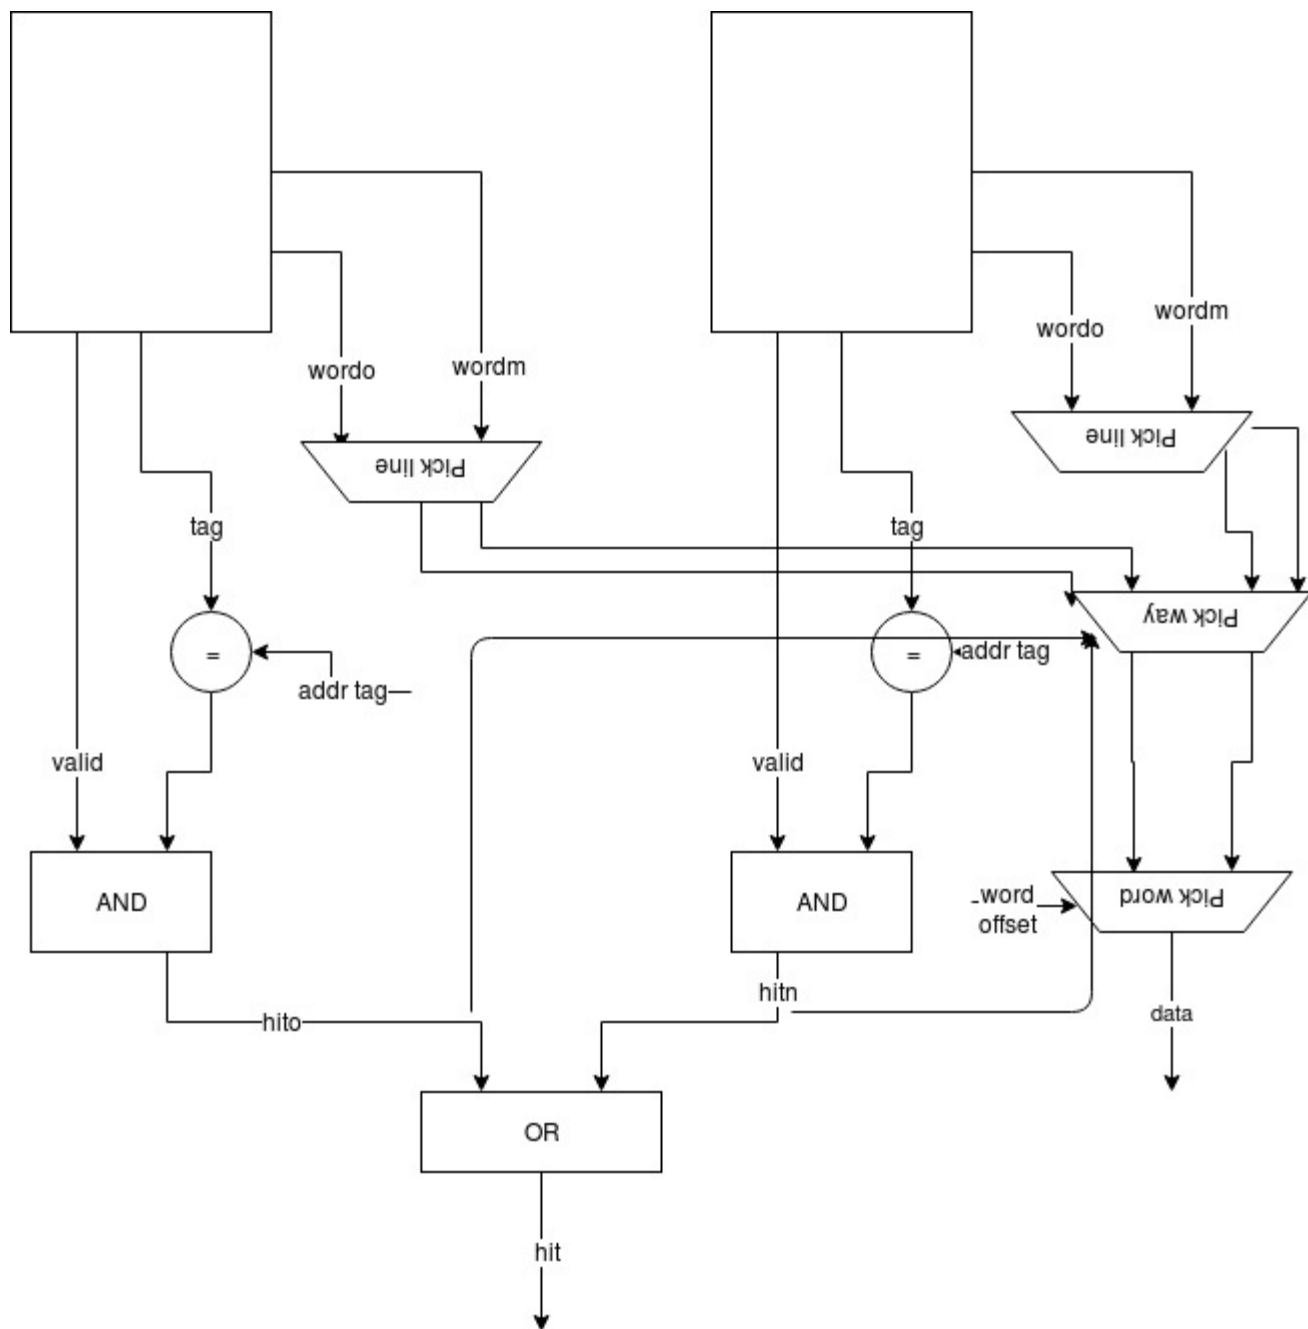 wordm
wordo
wordo
wordm
Pick line
Pick line
tag
tag
Pick way
=
addr tag
=
addr tag
valid
valid
AND
AND
word
offset
Pick word
hitn
data
hito
OR
hit